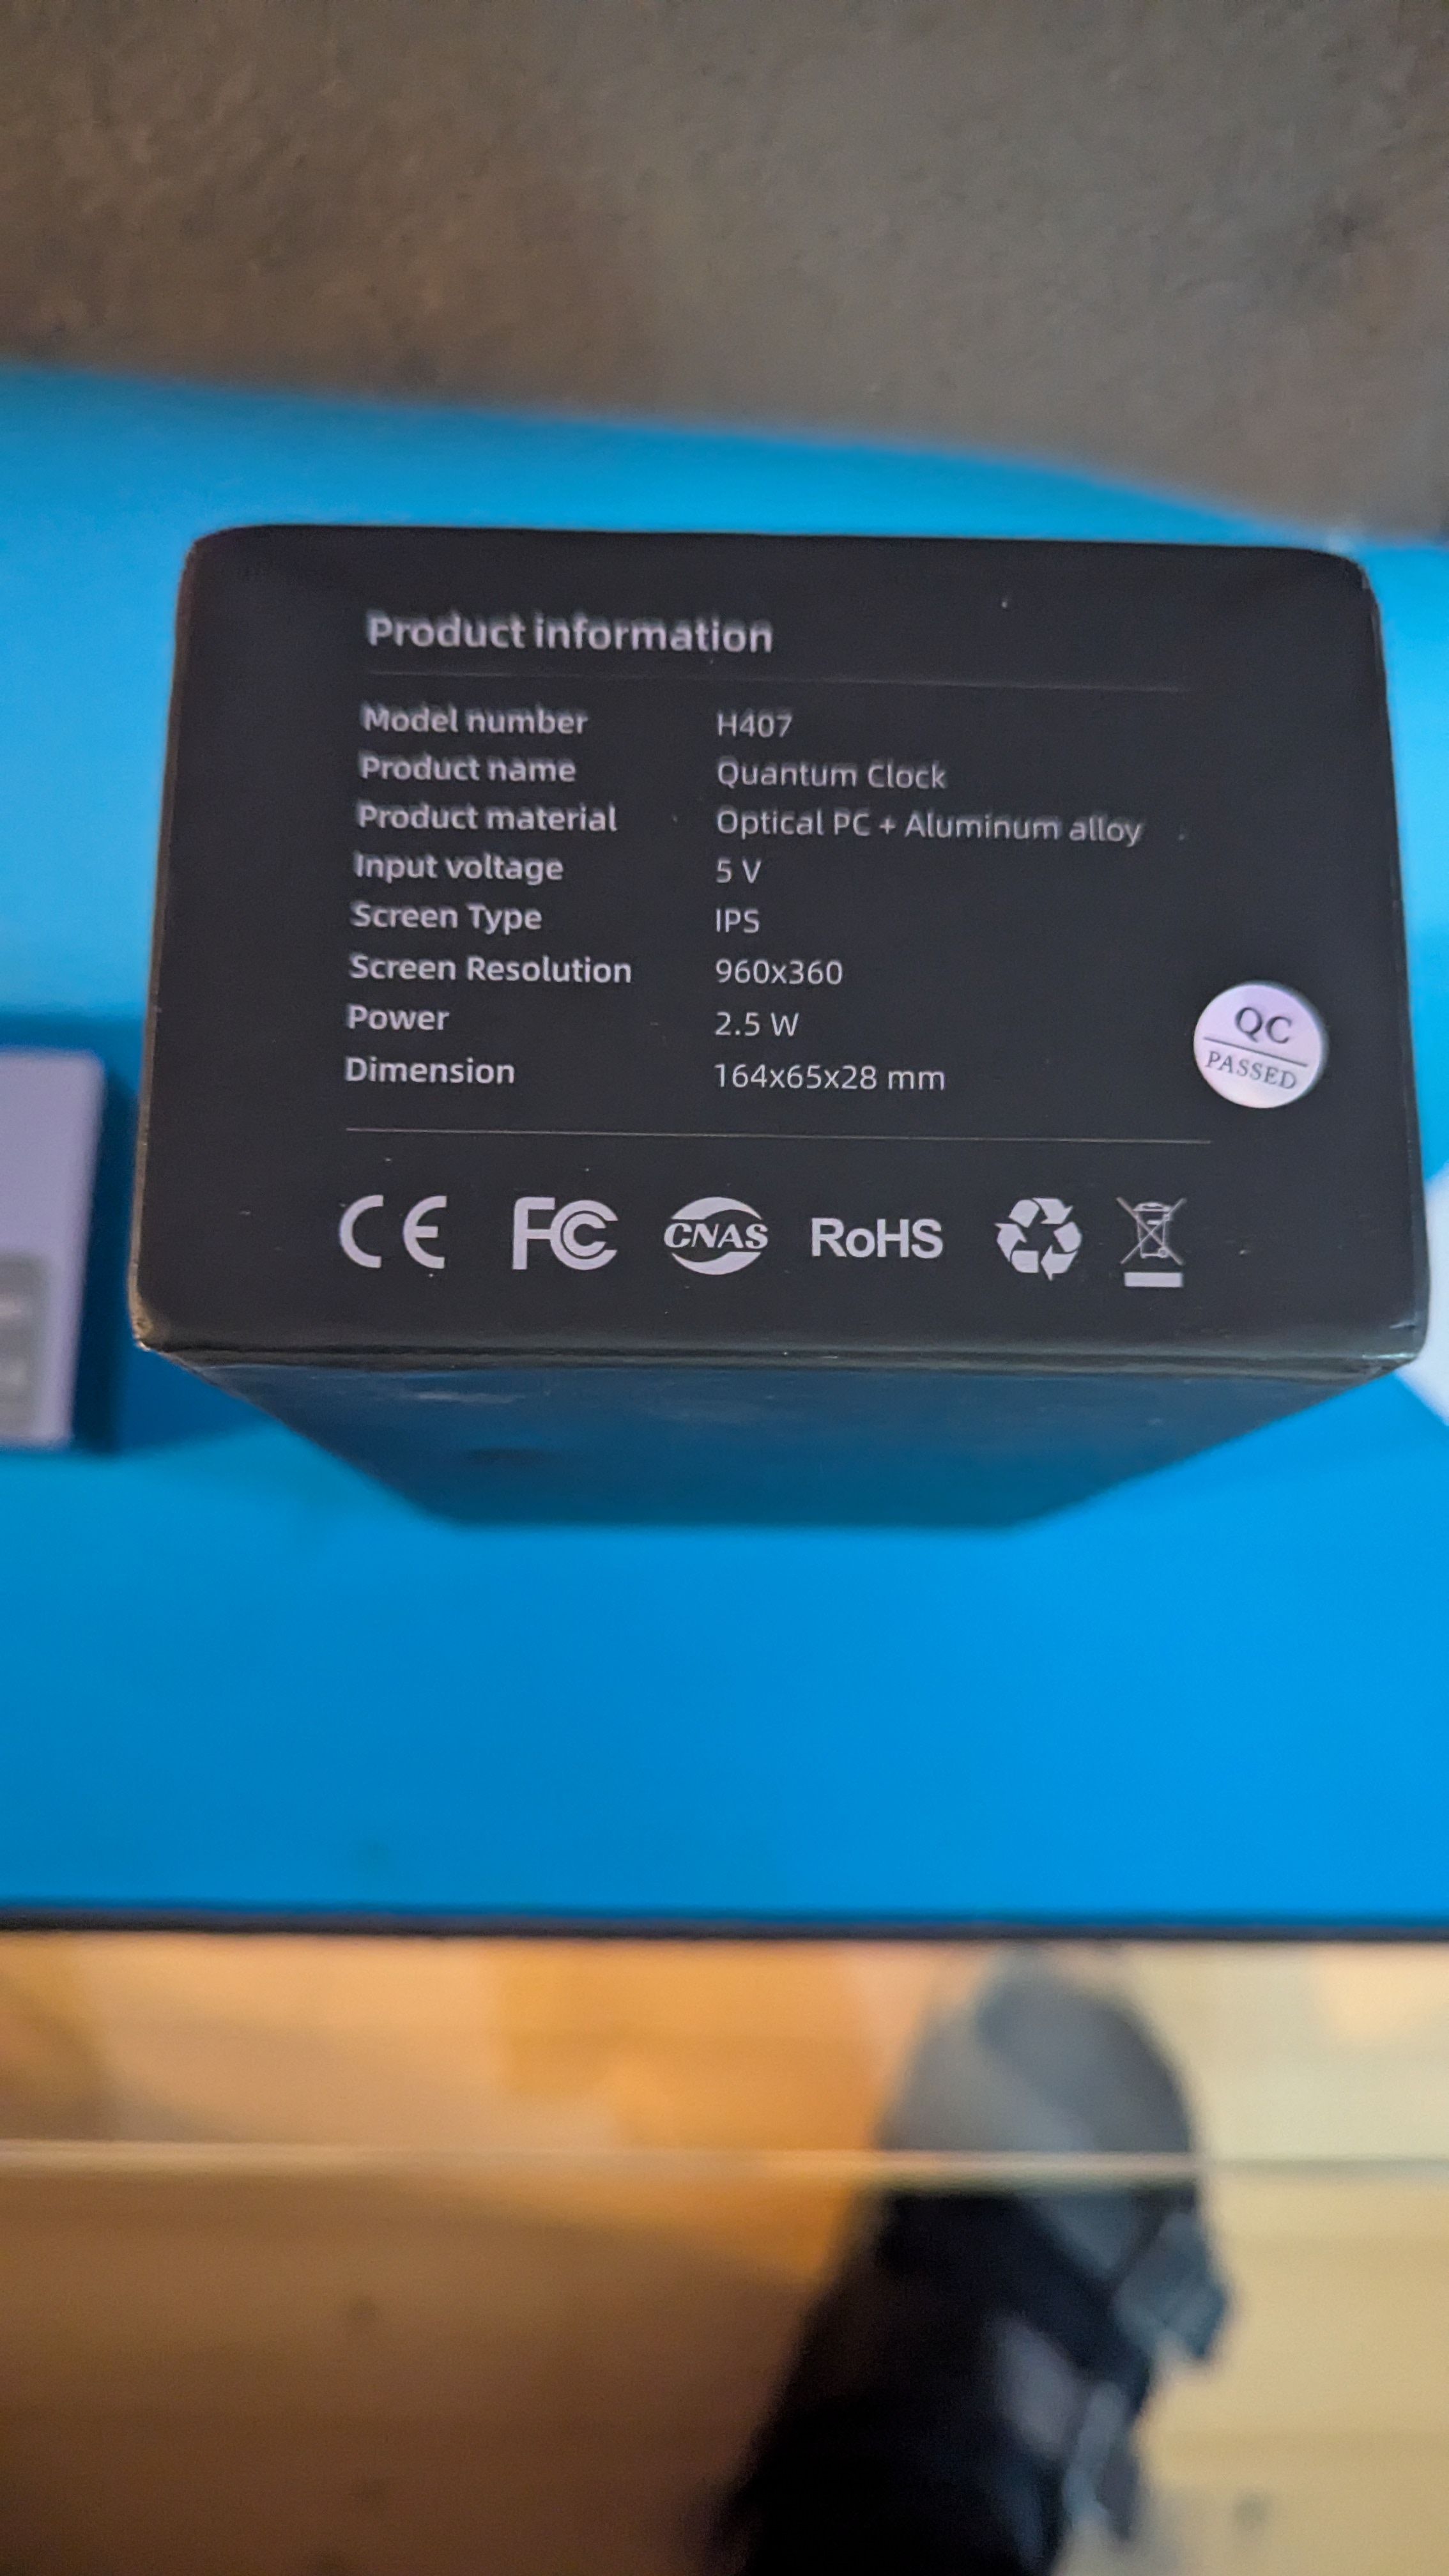 Product information
Model number H407
Product name Quantum Clock
Product material Optical PC + Aluminum alloy
Input voltage 5 V
Screen Type IPS
Screen Resolution 960x360
Power 2.5 W
Dimension 164x65x28 mm
QC
PASSED
CE FC CNAS RoHS